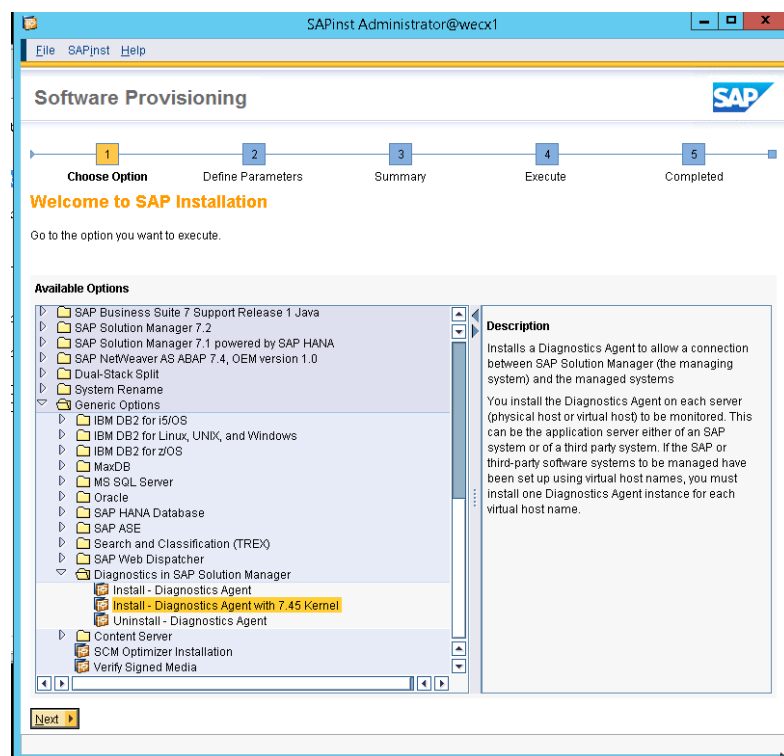 SAPinst Administrator@wecx1
File SAPinst Help
Software Provisioning
SAP
1 2 3 4 5
Choose Option Define Parameters Summary Execute Completed
Welcome to SAP Installation
Go to the option you want to execute.
Available Options
SAP Business Suite 7 Support Release 1 Java
SAP Solution Manager 7.2
SAP Solution Manager 7.1 powered by SAP HANA
SAP NetWeaver AS ABAP 7.4, OEM version 1.0
Dual-Stack Split
System Rename
Generic Options
IBM DB2 for i5/OS
IBM DB2 for Linux, UNIX, and Windows
IBM DB2 for z/OS
MaxDB
MS SQL Server
Oracle
SAP HANA Database
SAP ASE
Search and Classification (TREX)
SAP Web Dispatcher
Diagnostics in SAP Solution Manager
Install - Diagnostics Agent
Install - Diagnostics Agent with 7.45 Kernel
Uninstall - Diagnostics Agent
Content Server
SCM Optimizer Installation
Verify Signed Media
Description
Installs a Diagnostics Agent to allow a connection
between SAP Solution Manager (the managing
system) and the managed systems
You install the Diagnostics Agent on each server
(physical host or virtual host) to be monitored. This
can be the application server either of an SAP
system or of a third party system. If the SAP or
third-party software systems to be managed have
been set up using virtual host names, you must
install one Diagnostics Agent instance for each
virtual host name.
Next